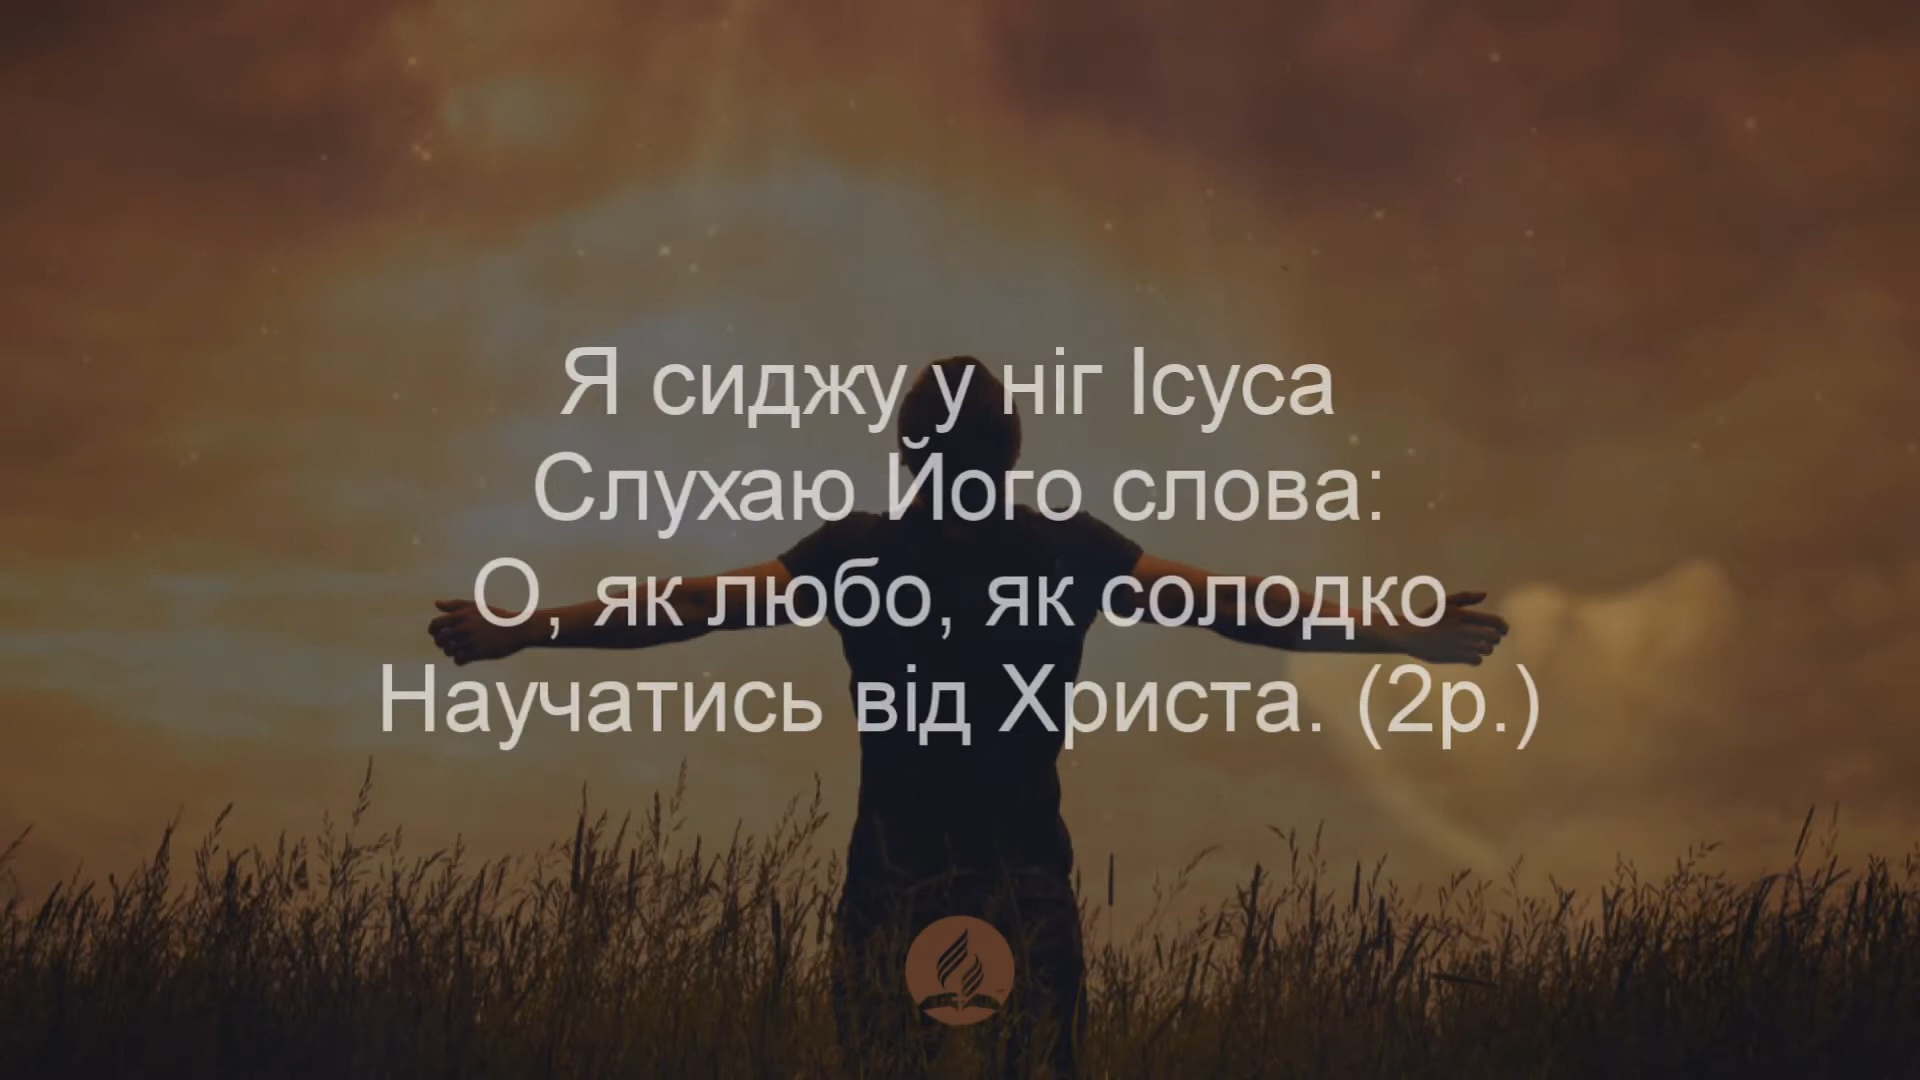 Я сиджу у ніг Ісуса
Слухаю Його слова:
О, як любо, як солодко
Научатись від Христа. (2р.)